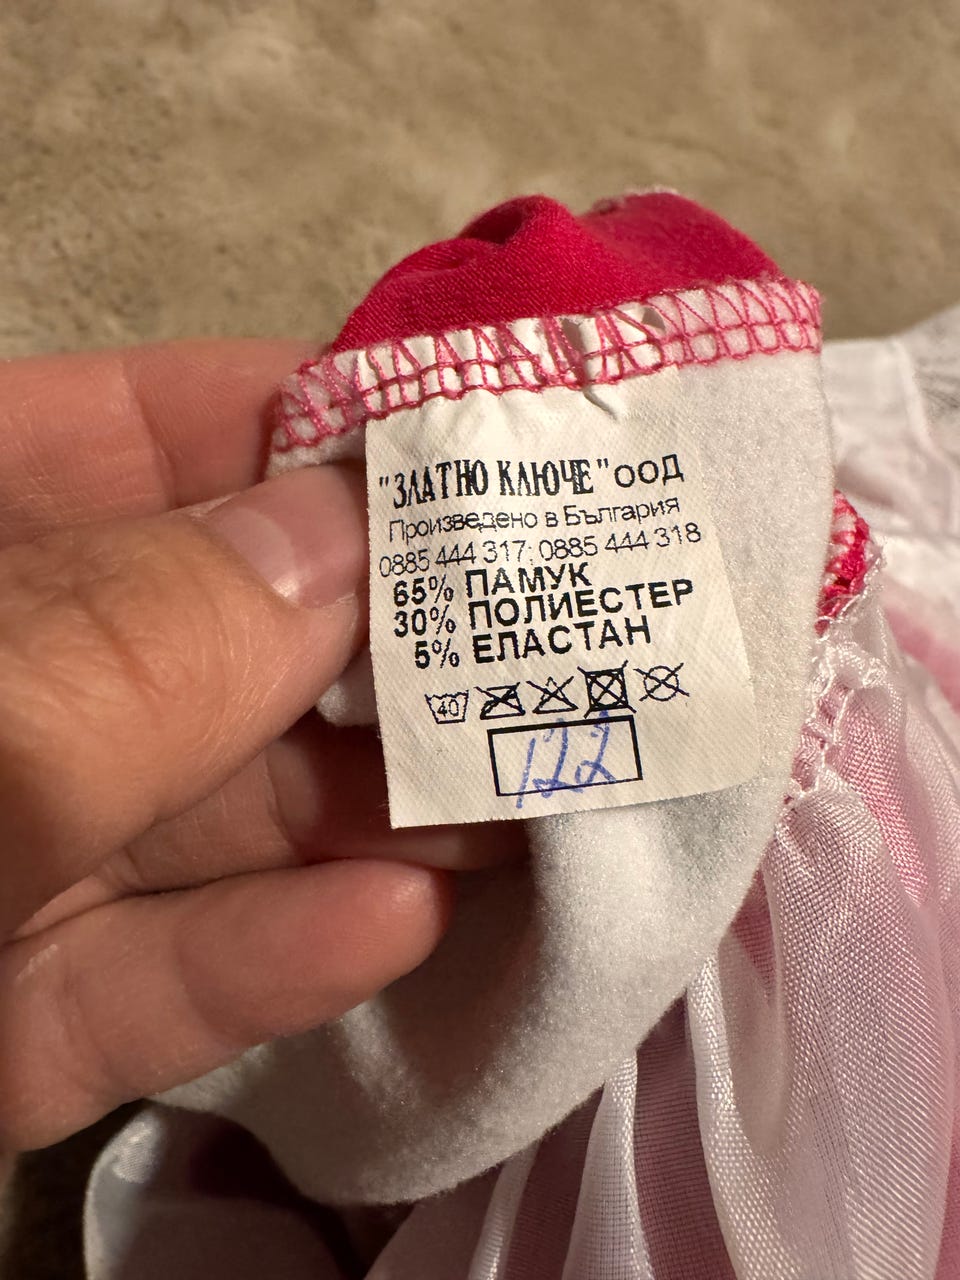 "ЗЛАТНО КЛЮЧЕ" ООД
Произведено в България
0885 444 317; 0885 444 318
65% ПАМУК
30% ПОЛИЕСТЕР
5% ЕЛАСТАН
40
122